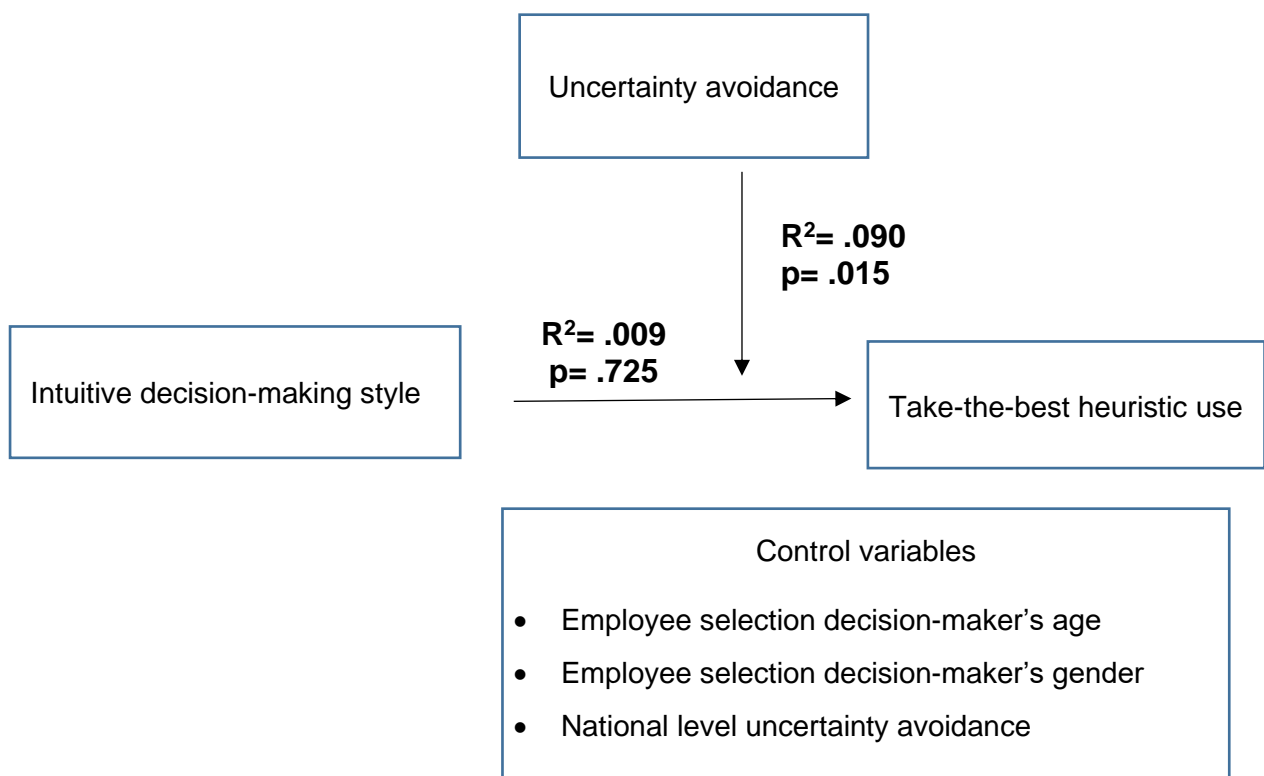 Uncertainty avoidance
R²= .090
p= .015
R²= .009
p= .725
Intuitive decision-making style
Take-the-best heuristic use
Control variables
• Employee selection decision-maker’s age
• Employee selection decision-maker’s gender
• National level uncertainty avoidance